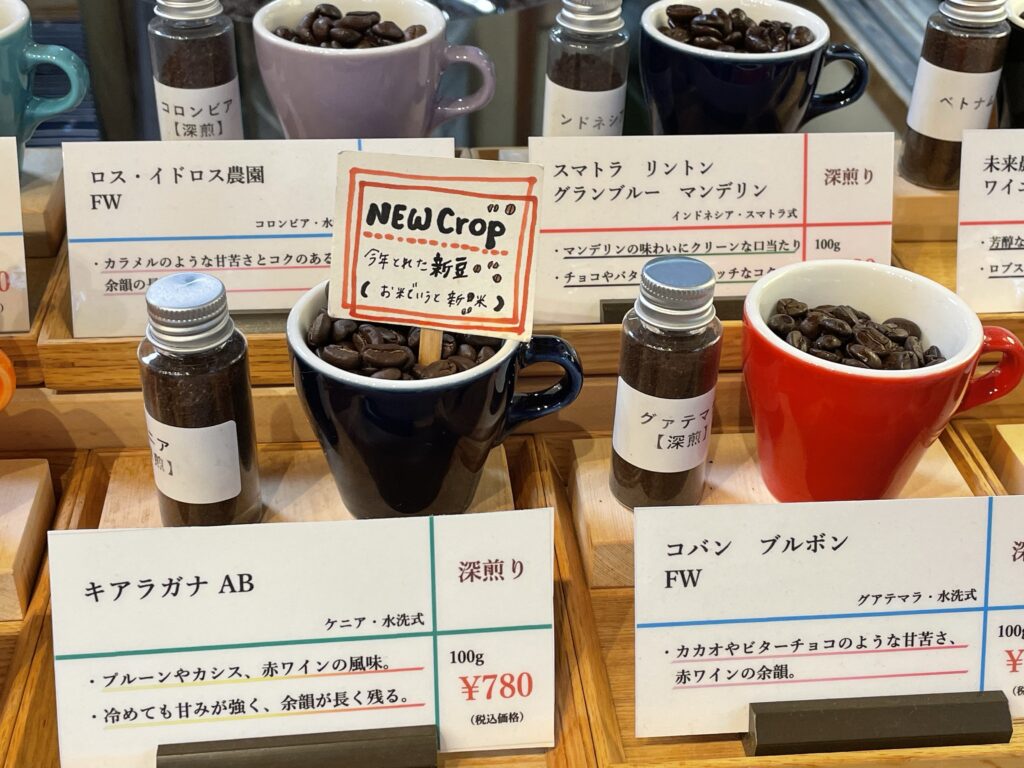 コロンビア
【深煎】
ンドネシ
ベトナム
ロス・イドロス農園
FW
コロンビア・水
・カラメルのような甘苦さとコクのある
余韻の
NEW Crop
今年とれた新豆
(お米でいうと新米)
スマトラ リントン
グランブルー マンデリン
インドネシア・スマトラ式
深煎り
・マンデリンの味わいにクリーンな口当たり
・チョコやバタ
ッチなコク
100g
未来
ワイ
・芳醇な
ロブス
ニア
煎】
グァテマ
【深煎】
キアラガナ AB
ケニア・水洗式
深煎り
・プルーンやカシス、赤ワインの風味。
・冷めても甘みが強く、余韻が長く残る。
100g
¥780
(税込価格)
コバン ブルボン
FW
グアテマラ・水洗式
・カカオやビターチョコのような甘苦さ、
赤ワインの余韻。
深
100g
¥